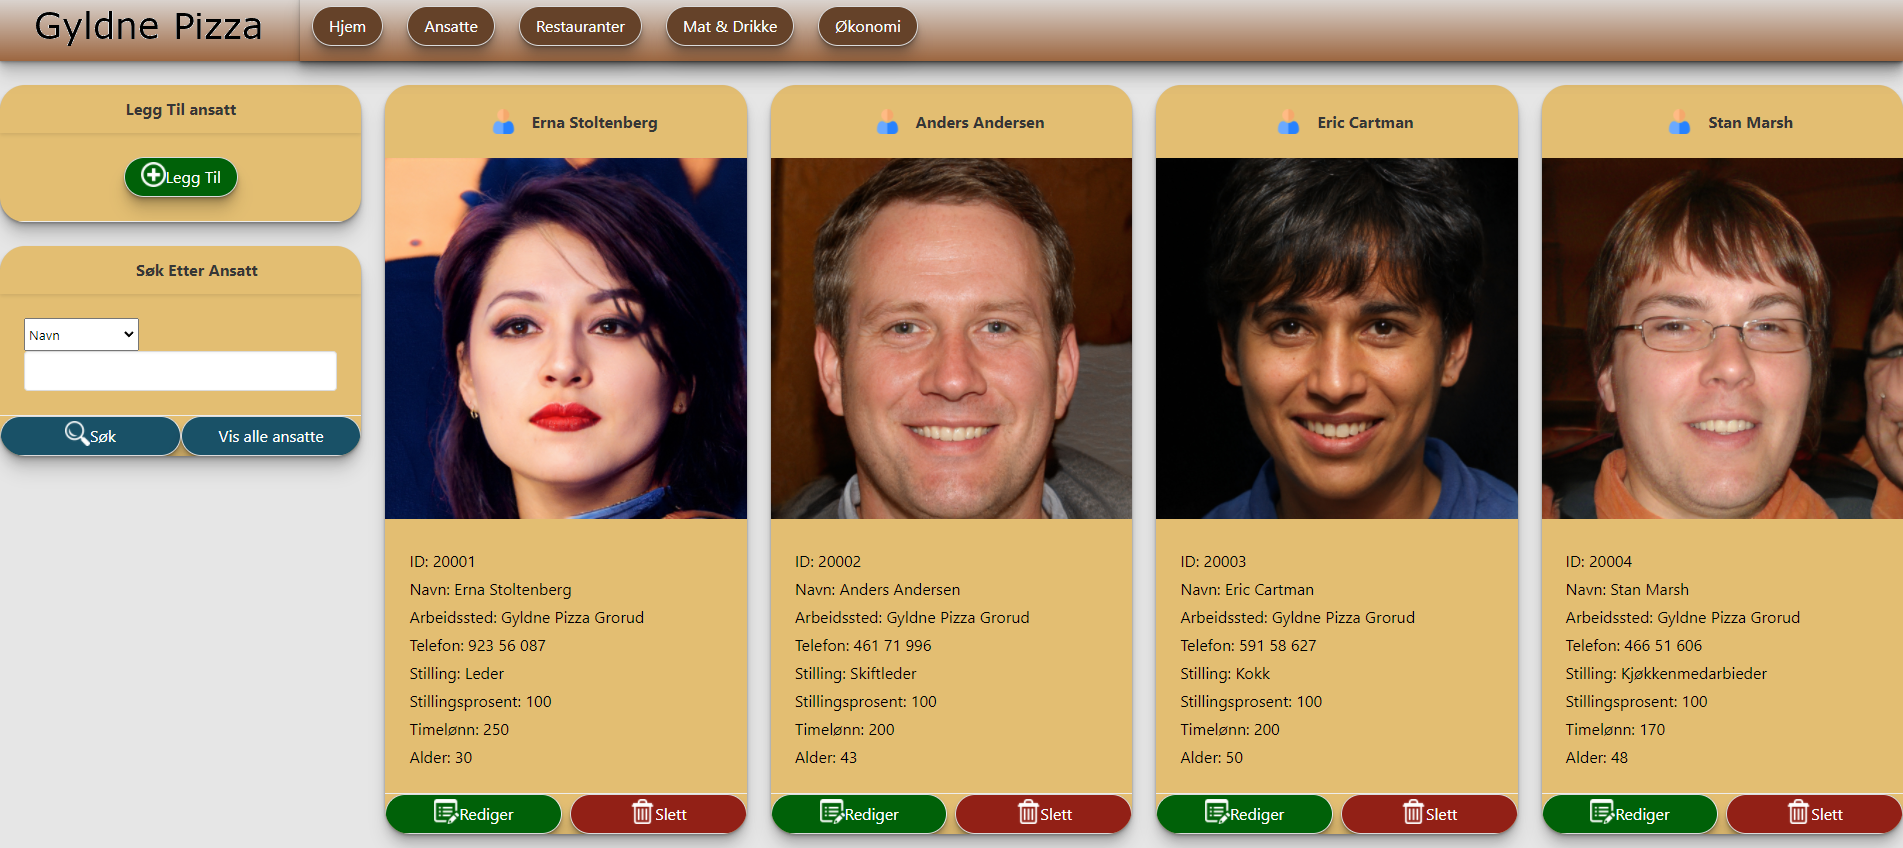 Gyldne Pizza
Hjem
Ansatte
Restauranter
Mat & Drikke
Økonomi
Legg Til ansatt
Legg Til
Søk Etter Ansatt
Navn
Søk
Vis alle ansatte
Erna Stoltenberg
ID: 20001
Navn: Erna Stoltenberg
Arbeidssted: Gyldne Pizza Grorud
Telefon: 923 56 087
Stilling: Leder
Stillingsprosent: 100
Timelønn: 250
Alder: 30
Rediger
Slett
Anders Andersen
ID: 20002
Navn: Anders Andersen
Arbeidssted: Gyldne Pizza Grorud
Telefon: 461 71 996
Stilling: Skiftleder
Stillingsprosent: 100
Timelønn: 200
Alder: 43
Rediger
Slett
Eric Cartman
ID: 20003
Navn: Eric Cartman
Arbeidssted: Gyldne Pizza Grorud
Telefon: 591 58 627
Stilling: Kokk
Stillingsprosent: 100
Timelønn: 200
Alder: 50
Rediger
Slett
Stan Marsh
ID: 20004
Navn: Stan Marsh
Arbeidssted: Gyldne Pizza Grorud
Telefon: 466 51 606
Stilling: Kjøkkenmedarbieder
Stillingsprosent: 100
Timelønn: 170
Alder: 48
Rediger
Slett